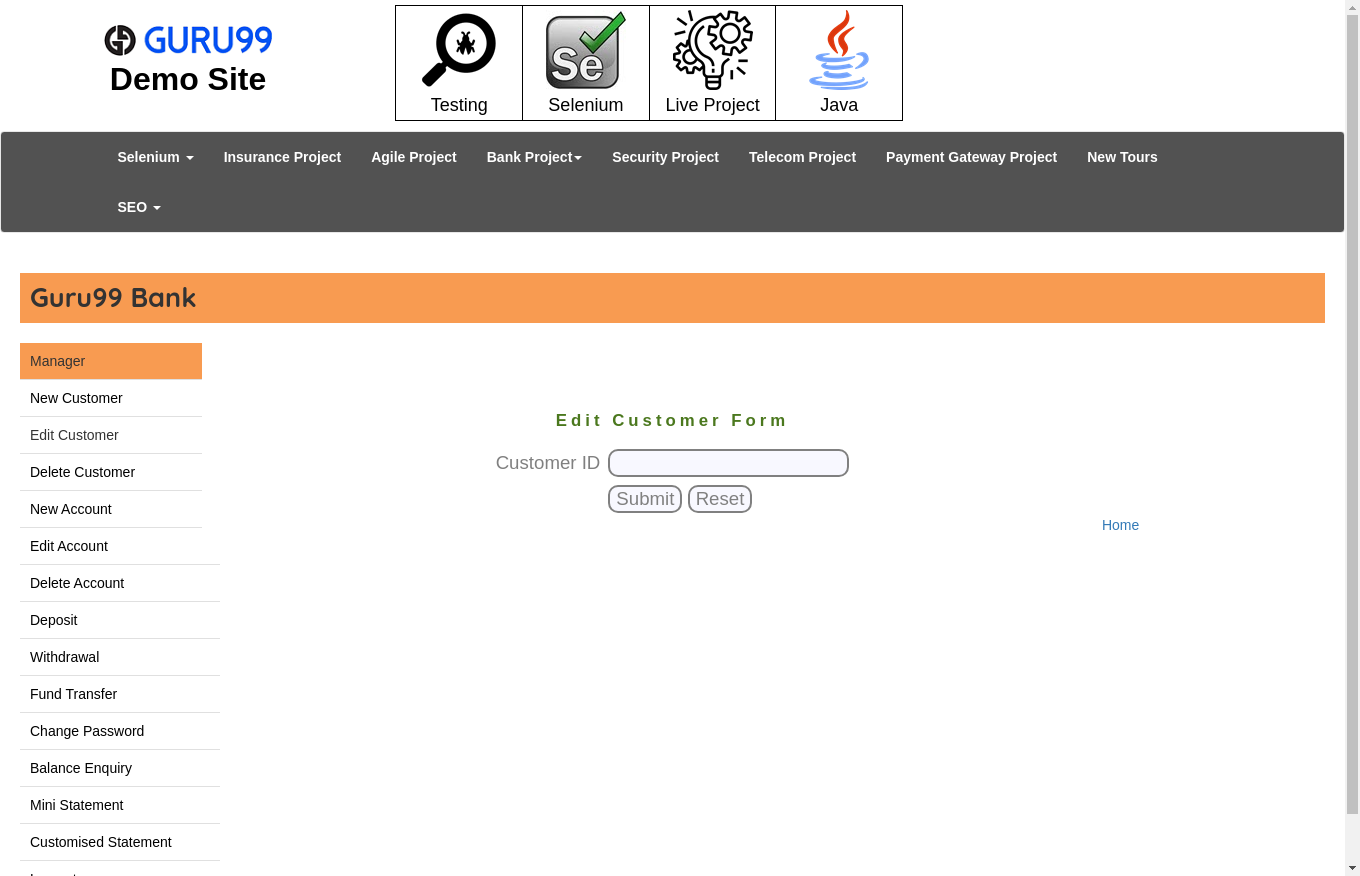 GURU99
Demo Site
Testing
Se
Selenium
Live Project
Java
Selenium
Insurance Project
Agile Project
Bank Project
Security Project
Telecom Project
Payment Gateway Project
New Tours
SEO
Guru99 Bank
Manager
New Customer
Edit Customer
Delete Customer
New Account
Edit Account
Delete Account
Deposit
Withdrawal
Fund Transfer
Change Password
Balance Enquiry
Mini Statement
Customised Statement
Edit Customer Form
Customer ID
Submit Reset
Home